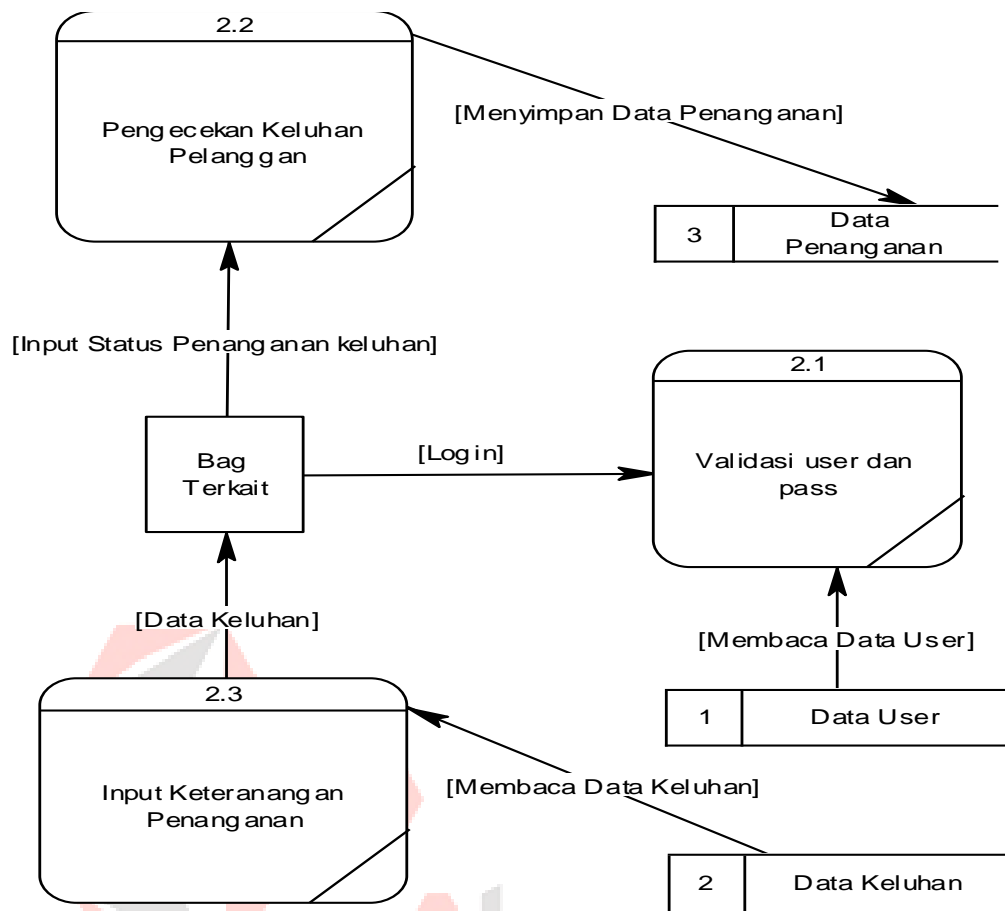 2.2
Pengecekan Keluhan
Pelanggan
[Menyimpan Data Penanganan]
3
Data
Penanganan
[Input Status Penanganan keluhan]
2.1
Validasi user dan
pass
Bag
Terkait
[Login]
[Data Keluhan]
[Membaca Data User]
2.3
Input Keteranangan
Penanganan
1
Data User
[Membaca Data Keluhan]
2
Data Keluhan